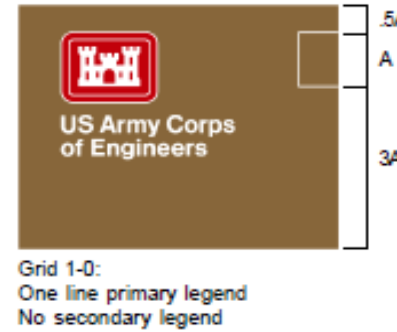 .5A
A
US Army Corps
of Engineers
3A
Grid 1-0:
One line primary legend
No secondary legend